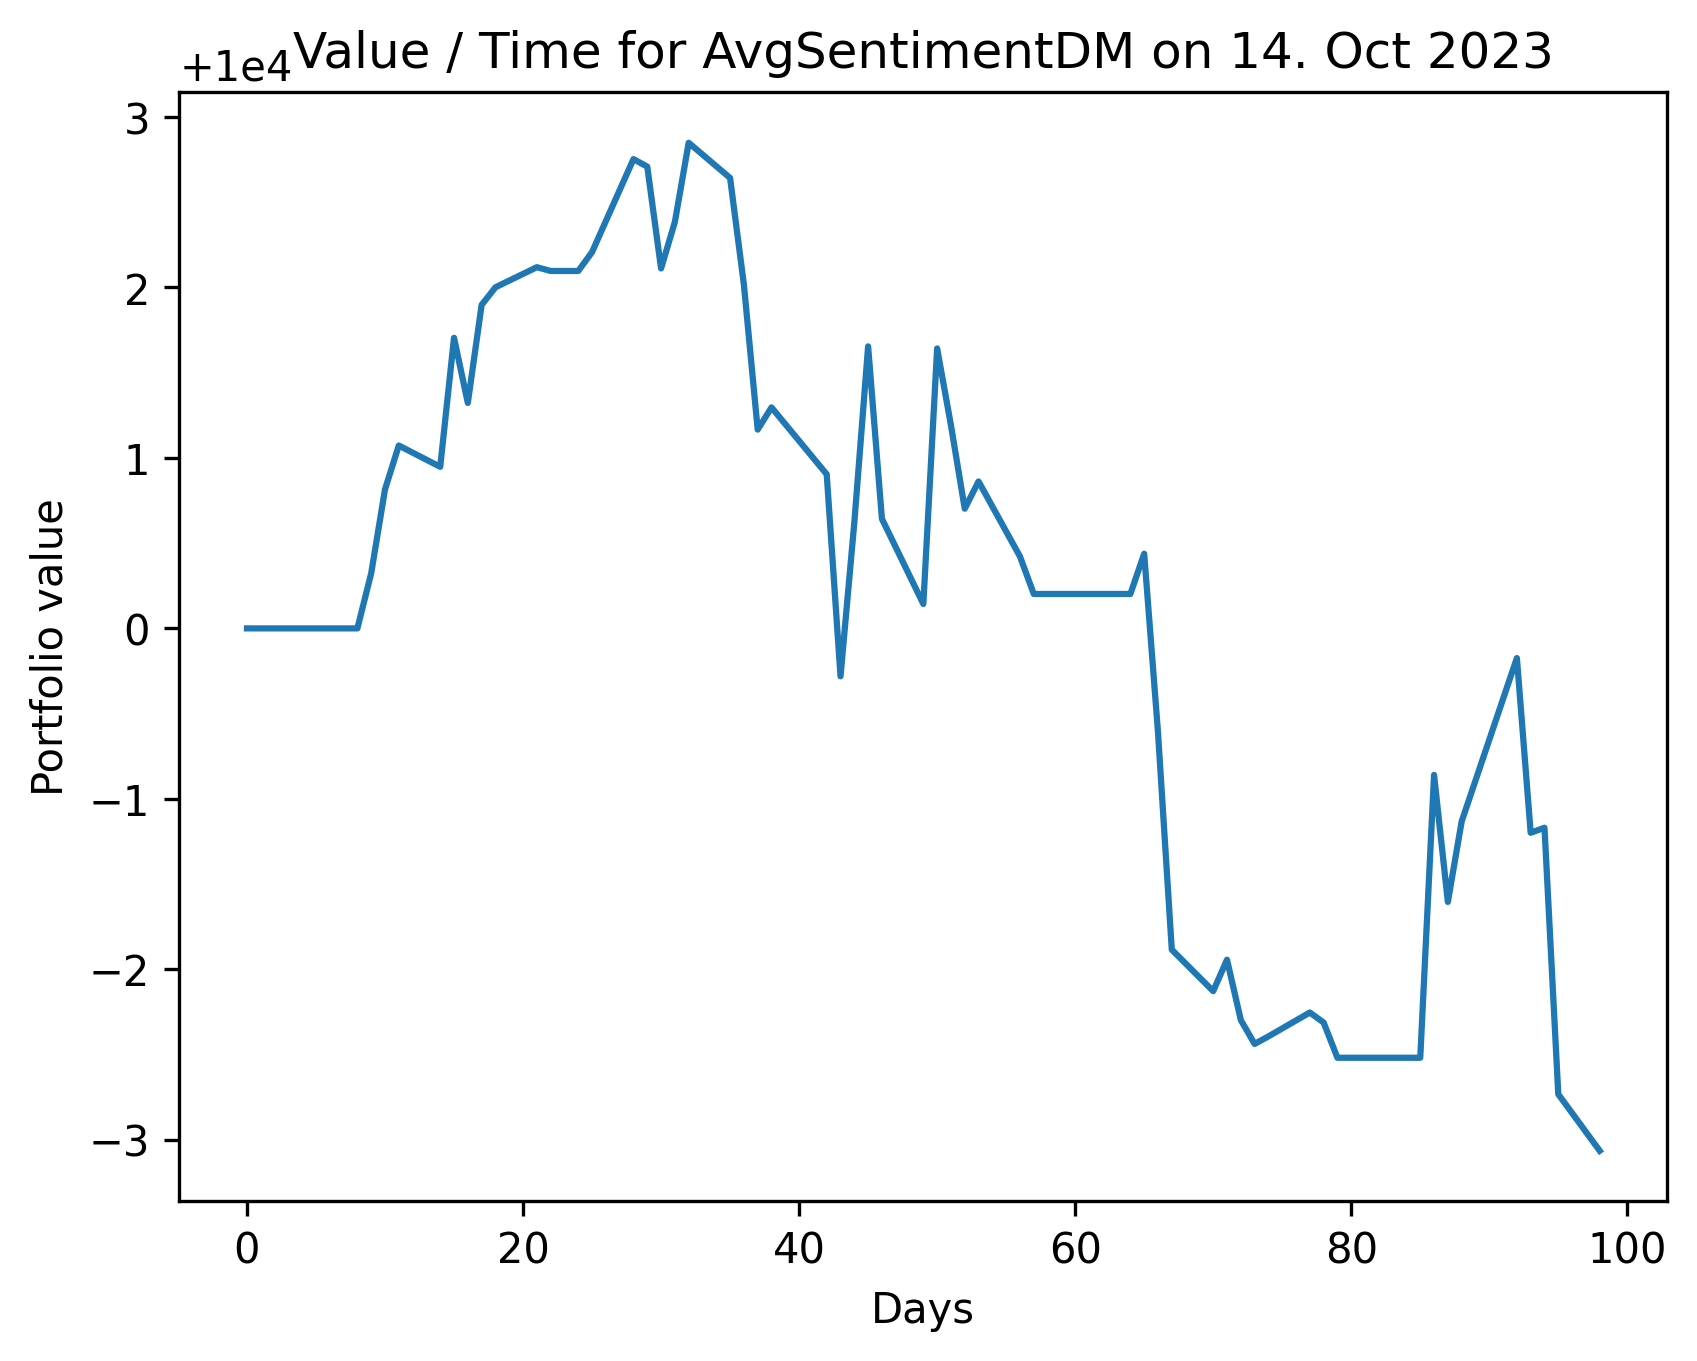 Value / Time for AvgSentimentDM on 14. Oct 2023
+1e4
3
2
1
0
−1
−2
−3
Portfolio value
0 20 40 60 80 100
Days